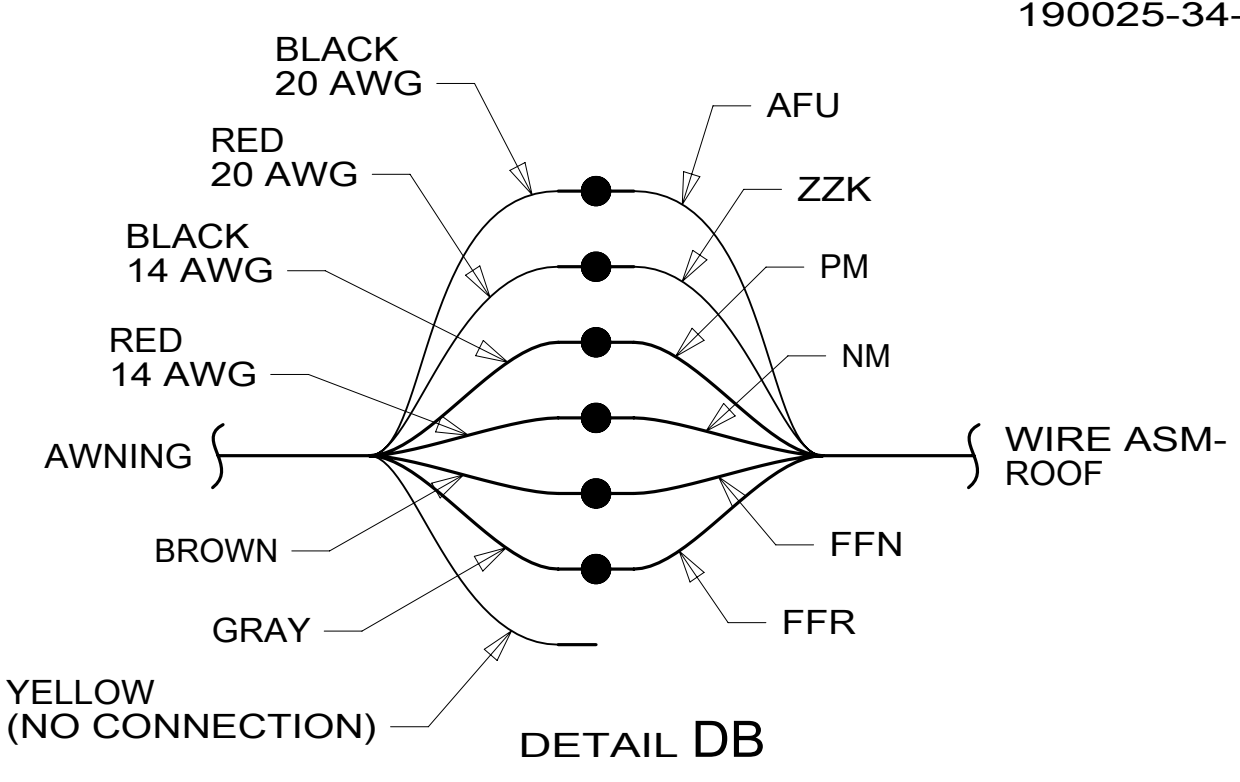 190025-34-
BLACK
20 AWG
AFU
RED
20 AWG
ZZK
BLACK
14 AWG
PM
RED
14 AWG
NM
AWNING
WIRE ASM-
ROOF
BROWN
FFN
GRAY
FFR
YELLOW
(NO CONNECTION)
DETAIL DB